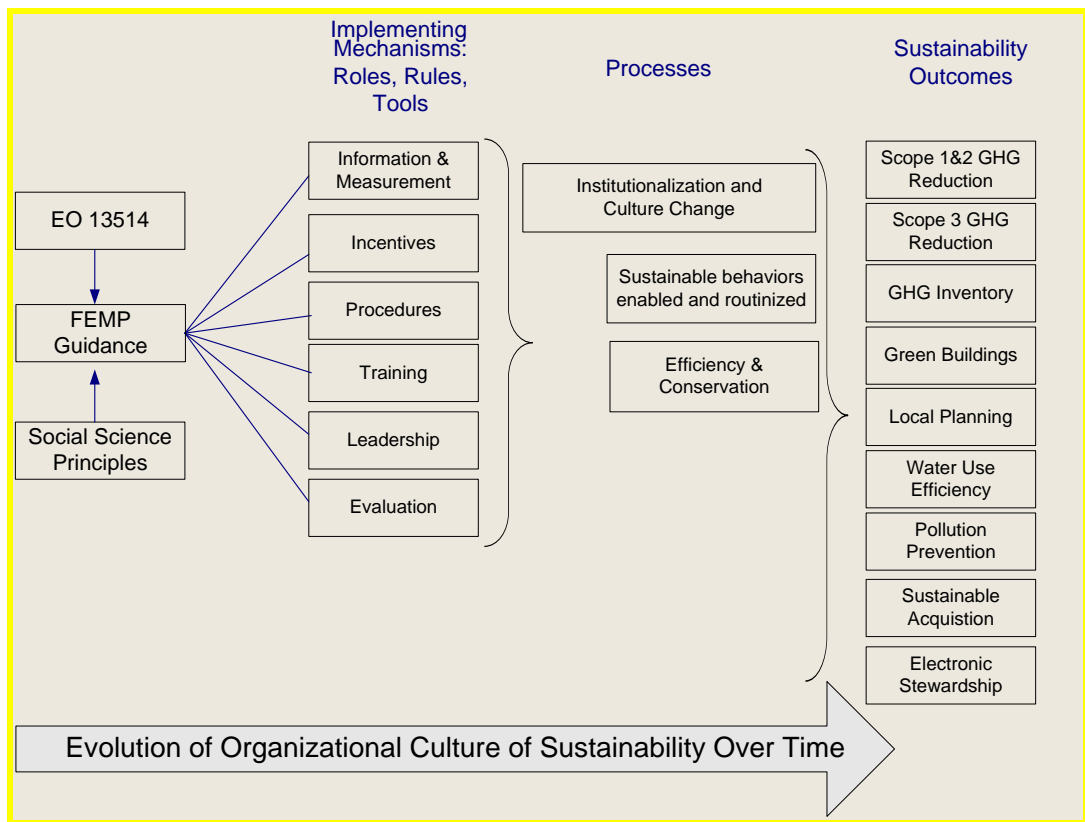 Implementing
Mechanisms:
Roles, Rules,
Tools
Processes
Sustainability
Outcomes
EO 13514
FEMP
Guidance
Social Science
Principles
Information &
Measurement
Incentives
Procedures
Training
Leadership
Evaluation
Institutionalization and
Culture Change
Sustainable behaviors
enabled and routinized
Efficiency &
Conservation
Scope 1&2 GHG
Reduction
Scope 3 GHG
Reduction
GHG Inventory
Green Buildings
Local Planning
Water Use
Efficiency
Pollution
Prevention
Sustainable
Acquistion
Electronic
Stewardship
Evolution of Organizational Culture of Sustainability Over Time